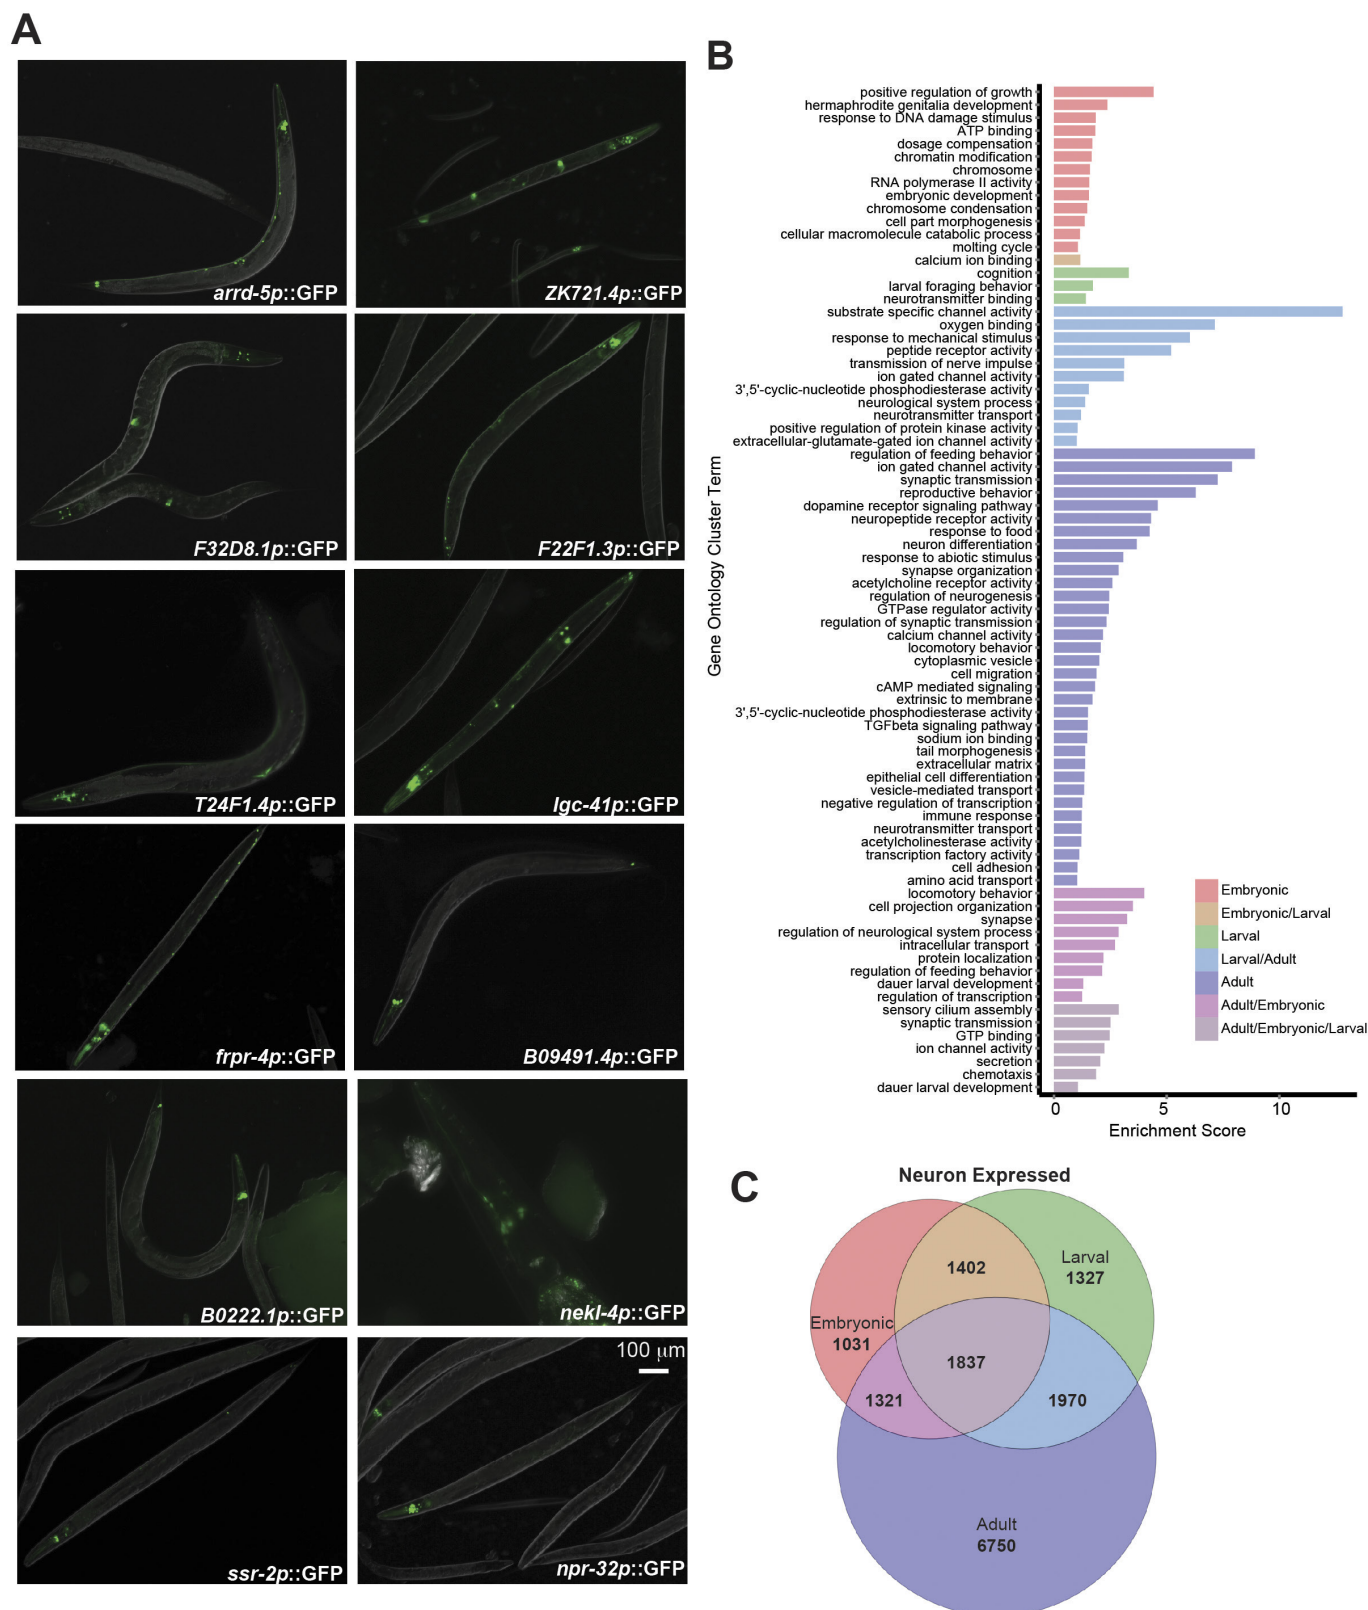 A
arrd-5p::GFP
ZK721.4p::GFP
F32D8.1p::GFP
F22F1.3p::GFP
T24F1.4p::GFP
lgc-41p::GFP
frpr-4p::GFP
B09491.4p::GFP
B0222.1p::GFP
nekl-4p::GFP
100 μm
ssr-2p::GFP
npr-32p::GFP
B
Gene Ontology Cluster Term
positive regulation of growth
hermaphrodite genitalia development
response to DNA damage stimulus
ATP binding
dosage compensation
chromatin modification
chromosome
RNA polymerase II activity
embryonic development
chromosome condensation
cell part morphogenesis
cellular macromolecule catabolic process
molting cycle
calcium ion binding
cognition
larval foraging behavior
neurotransmitter binding
substrate specific channel activity
oxygen binding
response to mechanical stimulus
peptide receptor activity
transmission of nerve impulse
ion gated channel activity
3',5'-cyclic-nucleotide phosphodiesterase activity
neurological system process
neurotransmitter transport
positive regulation of protein kinase activity
extracellular-glutamate-gated ion channel activity
regulation of feeding behavior
ion gated channel activity
synaptic transmission
reproductive behavior
dopamine receptor signaling pathway
neuropeptide receptor activity
response to food
neuron differentiation
response to abiotic stimulus
synapse organization
acetylcholine receptor activity
regulation of neurogenesis
GTPase regulator activity
regulation of synaptic transmission
calcium channel activity
locomotory behavior
cytoplasmic vesicle
cell migration
cAMP mediated signaling
extrinsic to membrane
3',5'-cyclic-nucleotide phosphodiesterase activity
TGFbeta signaling pathway
sodium ion binding
tail morphogenesis
extracellular matrix
epithelial cell differentiation
vesicle-mediated transport
negative regulation of transcription
immune response
neurotransmitter transport
acetylcholinesterase activity
transcription factor activity
cell adhesion
amino acid transport
locomotory behavior
cell projection organization
synapse
regulation of neurological system process
intracellular transport
protein localization
regulation of feeding behavior
dauer larval development
regulation of transcription
sensory cilium assembly
synaptic transmission
GTP binding
ion channel activity
secretion
chemotaxis
dauer larval development
0 5 10
Enrichment Score
Embryonic
Embryonic/Larval
Larval
Larval/Adult
Adult
Adult/Embryonic
Adult/Embryonic/Larval
C
Neuron Expressed
1402
Larval
1327
Embryonic
1031
1837
1321
1970
Adult
6750